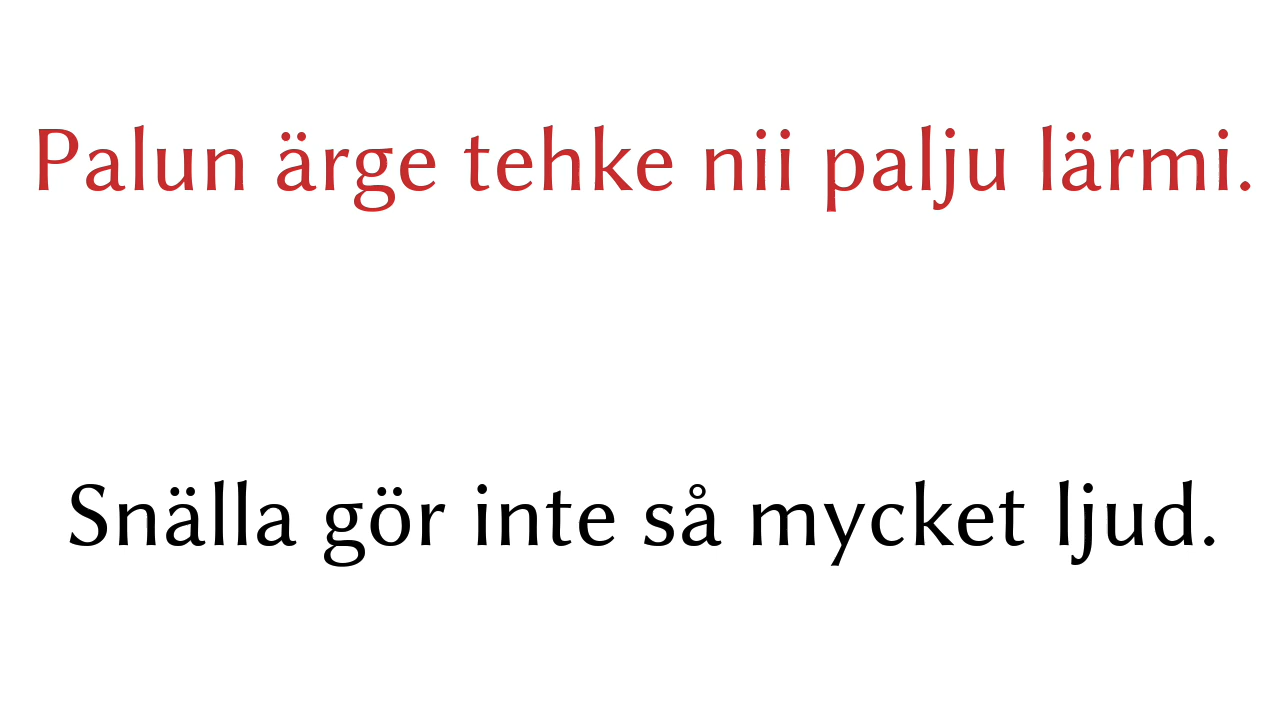 Palun ärge tehke nii palju lärmi.
Snälla gör inte så mycket ljud.